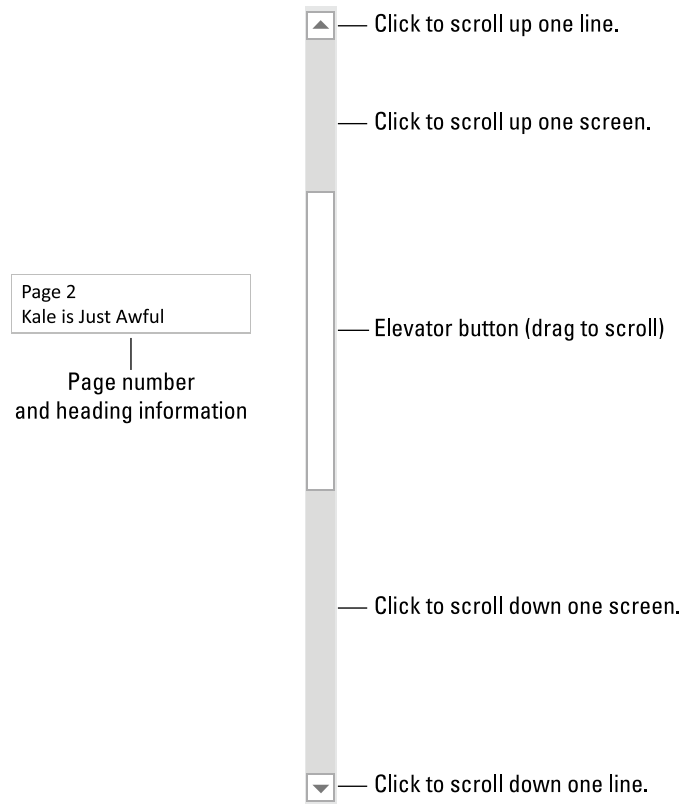 Click to scroll up one line.
Click to scroll up one screen.
Page 2
Kale is Just Awful
Elevator button (drag to scroll)
Page number
and heading information
Click to scroll down one screen.
Click to scroll down one line.